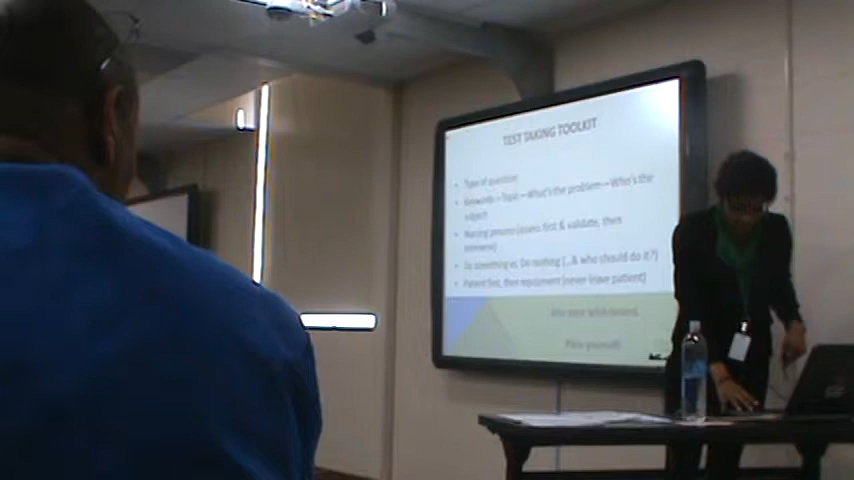 TEST TAKING TOOLKIT
• Type of question
• Keywords—Topic—What's the problem—Who's the
subject
• Nursing process (assess first & validate, then
intervene)
• Do something vs. Do nothing (...& who should do it?)
• Patient first, then equipment (never leave patient)
Pace yourself!